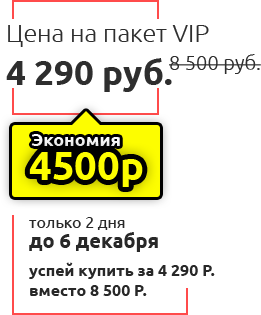 Цена на пакет VIP
4 290 руб. 8 500 руб.
Экономия
4500р
только 2 дня
до 6 декабря
успей купить за 4 290 Р.
вместо 8 500 Р.